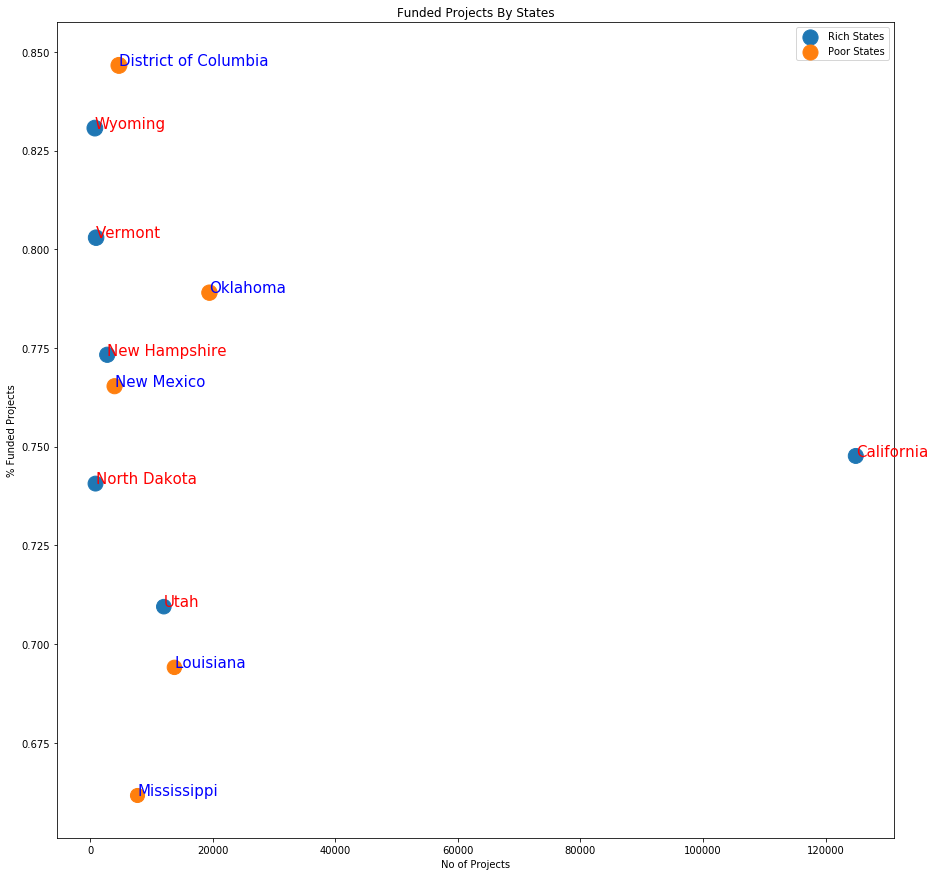 Funded Projects By States
Rich States
Poor States
0.850
District of Columbia
Wyoming
0.825
Vermont
0.800
Oklahoma
New Hampshire
0.775
New Mexico
% Funded Projects
0.750
California
North Dakota
0.725
Utah
0.700
Louisiana
0.675
Mississippi
0
20000
40000
60000
80000
100000
120000
No of Projects